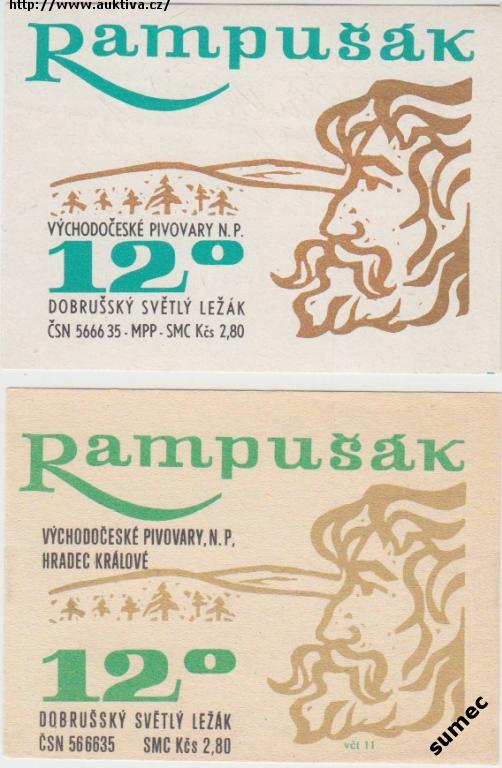 http://www.auktiva.cz/
Rampušák
VÝCHODOČESKÉ PIVOVARY N.P.
12°
DOBRUŠSKÝ SVĚTLÝ LEŽÁK
ČSN 5666 35 - MPP - SMC Kčs 2,80
Rampušák
VÝCHODOČESKÉ PIVOVARY, N.P.,
HRADEC KRÁLOVÉ
12°
DOBRUŠSKÝ SVĚTLÝ LEŽÁK
ČSN 566635 SMC Kčs 2,80
včt 11
sumec